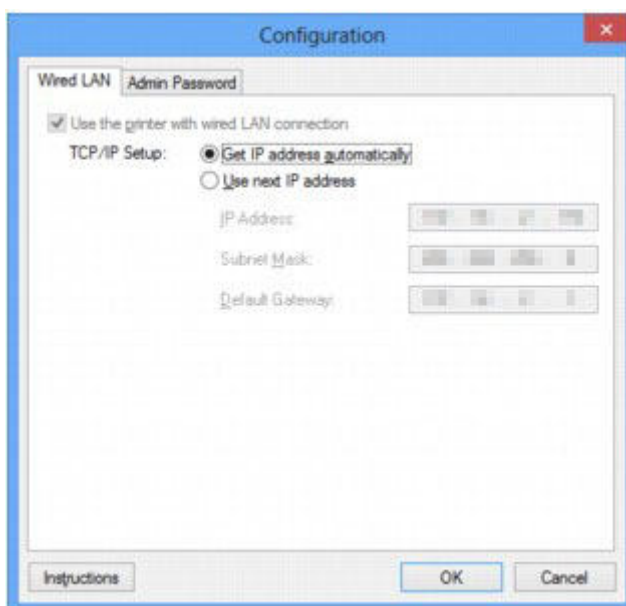 Configuration
Wired LAN
Admin Password
Use the printer with wired LAN connection
TCP/IP Setup:
Get IP address automatically
Use next IP address
IP Address:
Subnet Mask:
Default Gateway:
Instructions
OK
Cancel